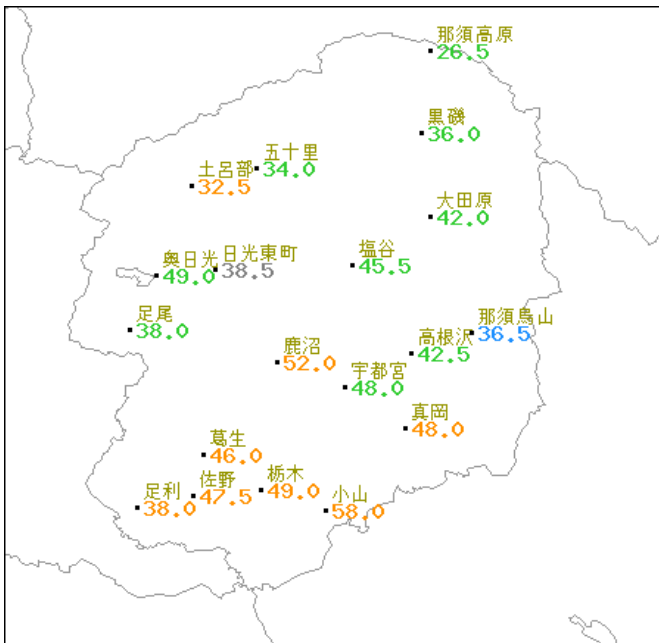 那須高原
26.5
黒磯
36.0
五十里
34.0
土呂部
32.5
大田原
42.0
日光東町
38.5
奥日光
49.0
塩谷
45.5
足尾
38.0
那須烏山
36.5
高根沢
42.5
鹿沼
52.0
宇都宮
48.0
真岡
48.0
葛生
46.0
佐野
47.5
栃木
49.0
足利
38.0
小山
58.0